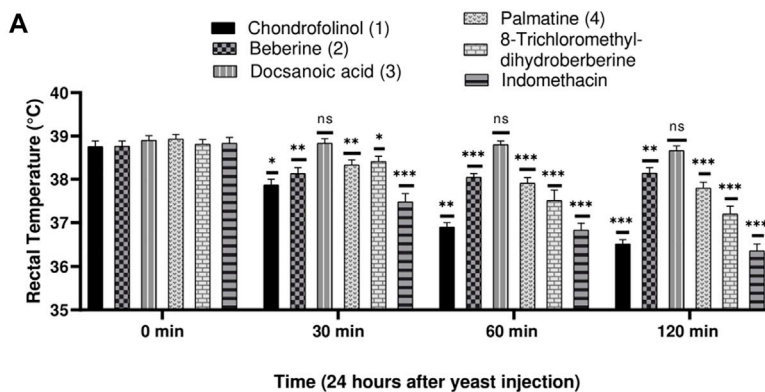 A
Chondrofolinol (1)
Beberine (2)
Docsanoic acid (3)
Palmatine (4)
8-Trichloromethyl-
dihydroberberine
Indomethacin
Rectal Temperature (°C)
40
39
38
37
36
35
* ** ns ** * ***
** *** ns *** *** ***
*** ** ns *** *** ***
0 min 30 min 60 min 120 min
Time (24 hours after yeast injection)